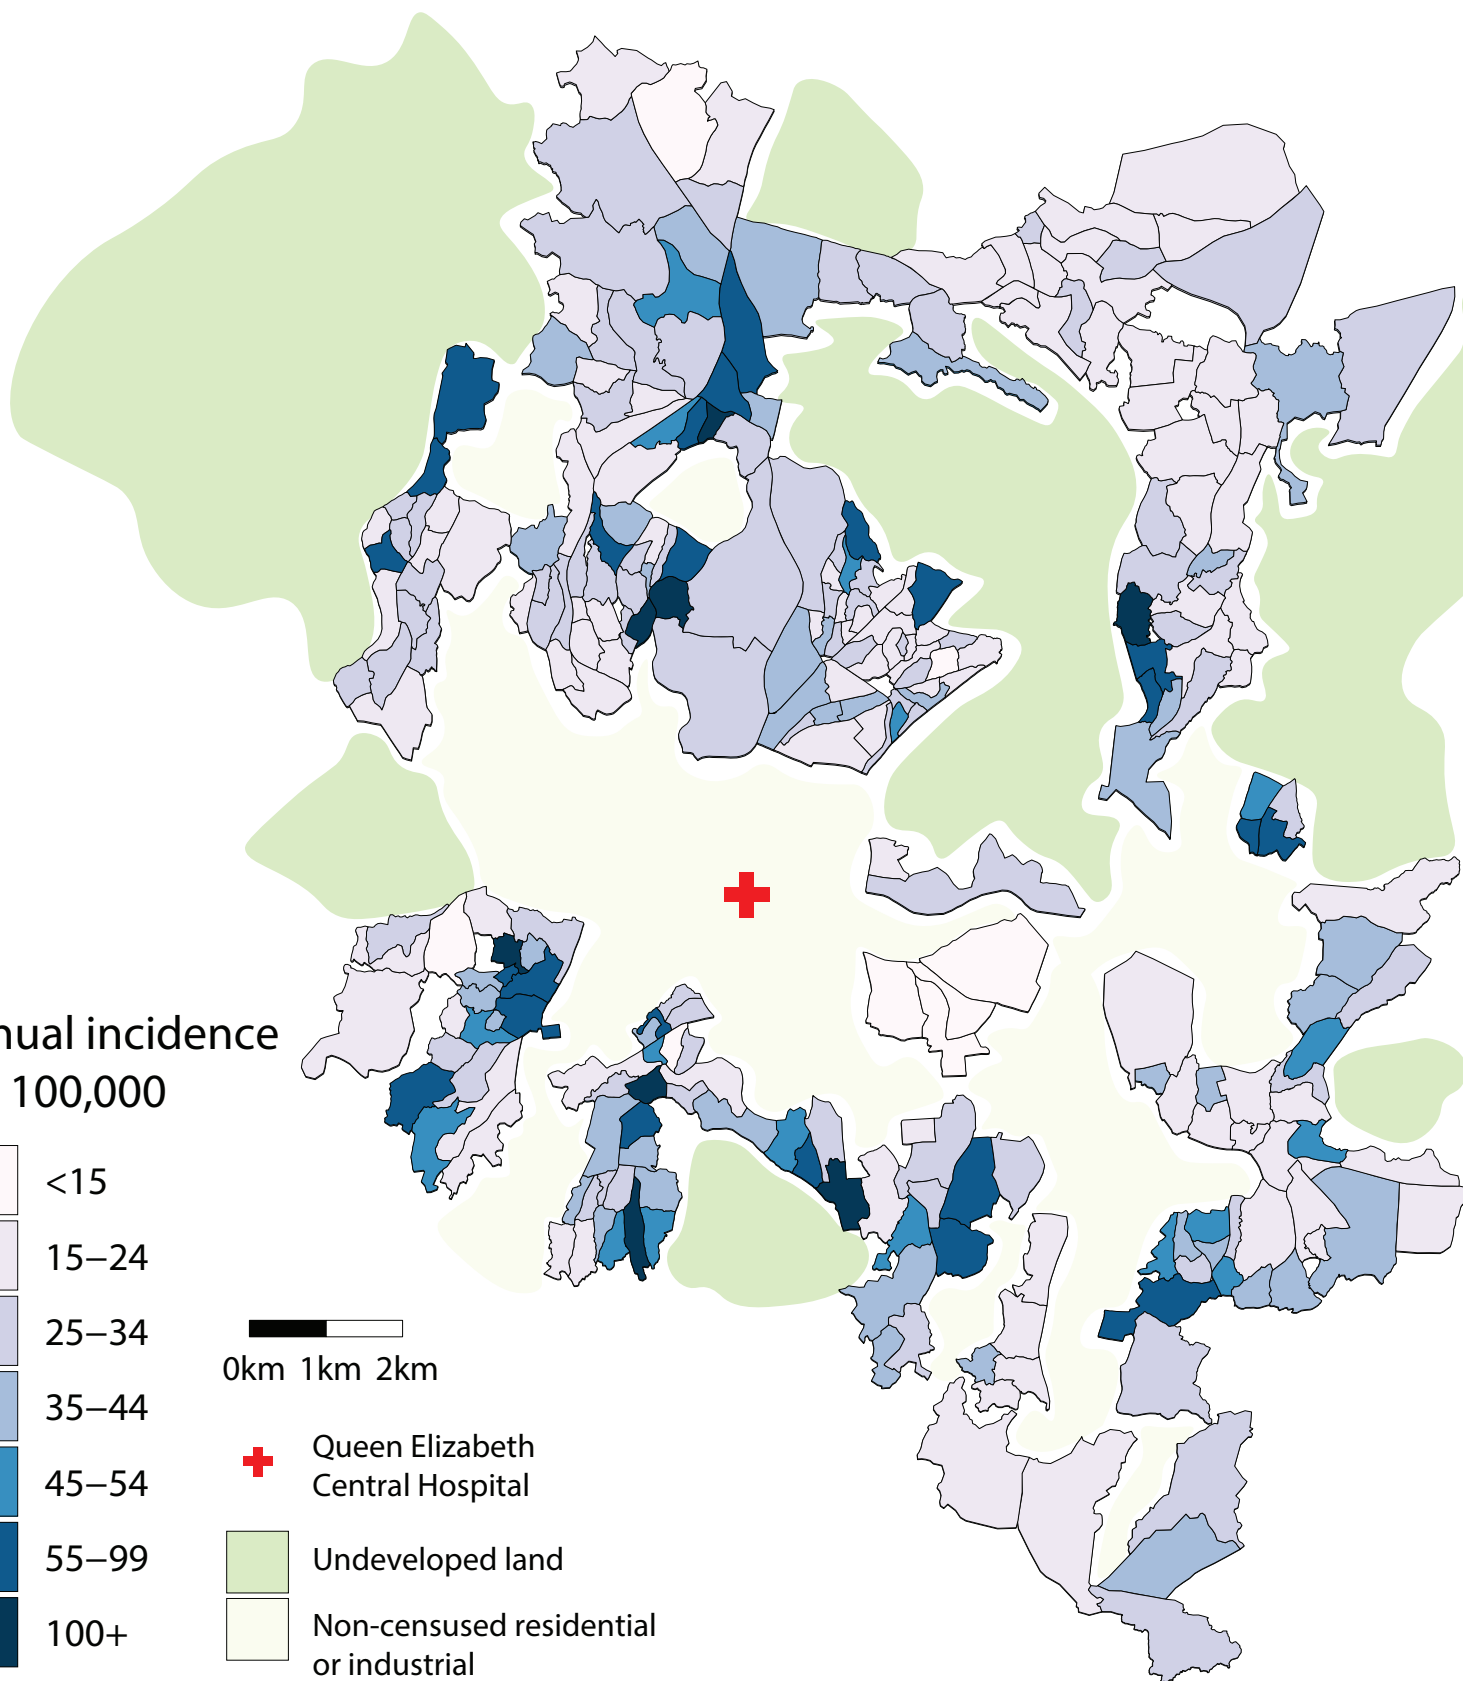 nual incidence
100,000
<15
15–24
25–34
35–44
45–54
55–99
100+
0km 1km 2km
Queen Elizabeth
Central Hospital
Undeveloped land
Non-censused residential
or industrial